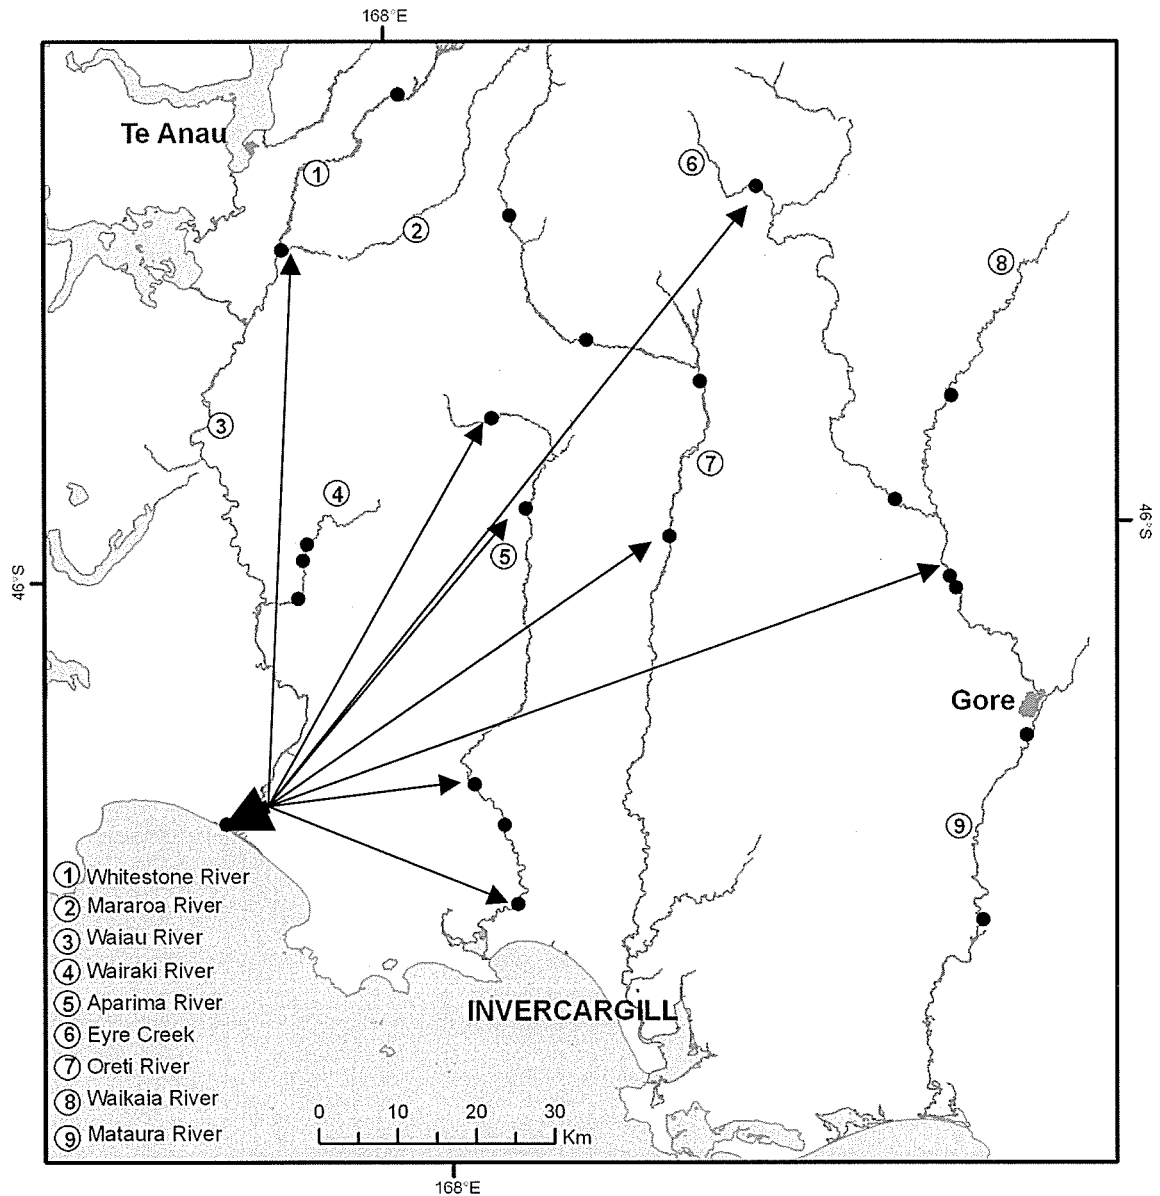 168°E
Te Anau
1
6
2
8
3
7
4
46°S
5
46°S
Gore
9
1 Whitestone River
2 Mararoa River
3 Waiau River
4 Wairaki River
5 Aparima River
INVERCARGILL
6 Eyre Creek
7 Oreti River
8 Waikaia River
9 Mataura River
0 10 20 30
Km
168°E